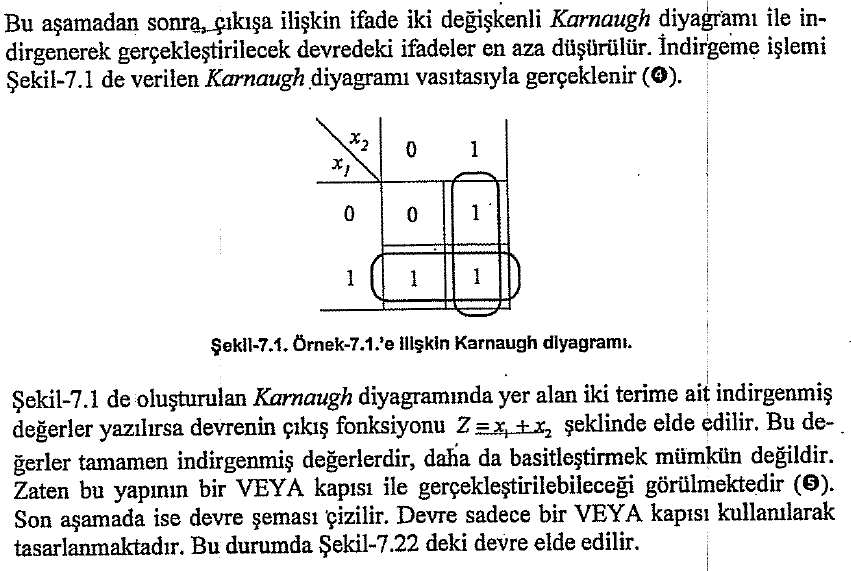 Bu aşamadan sonra, çıkışa ilişkin ifade iki değişkenli Karnaugh diyagramı ile in-
dirgenerek gerçekleştirilecek devredeki ifadeler en aza düşürülür. İndirgeme işlemi
Şekil-7.1 de verilen Karnaugh diyagramı vasıtasıyla gerçeklenir (❹).
x₂ 0 1
x₁
0 0 1
1 1 1
Şekil-7.1. Örnek-7.1.'e ilişkin Karnaugh diyagramı.
Şekil-7.1 de oluşturulan Karnaugh diyagramında yer alan iki terime ait indirgenmiş
değerler yazılırsa devrenin çıkış fonksiyonu Z = x₁ + x₂ şeklinde elde edilir. Bu de-
ğerler tamamen indirgenmiş değerlerdir, daha da basitleştirmek mümkün değildir.
Zaten bu yapının bir VEYA kapısı ile gerçekleştirilebileceği görülmektedir (❺).
Son aşamada ise devre şeması çizilir. Devre sadece bir VEYA kapısı kullanılarak
tasarlanmaktadır. Bu durumda Şekil-7.22 deki devre elde edilir.